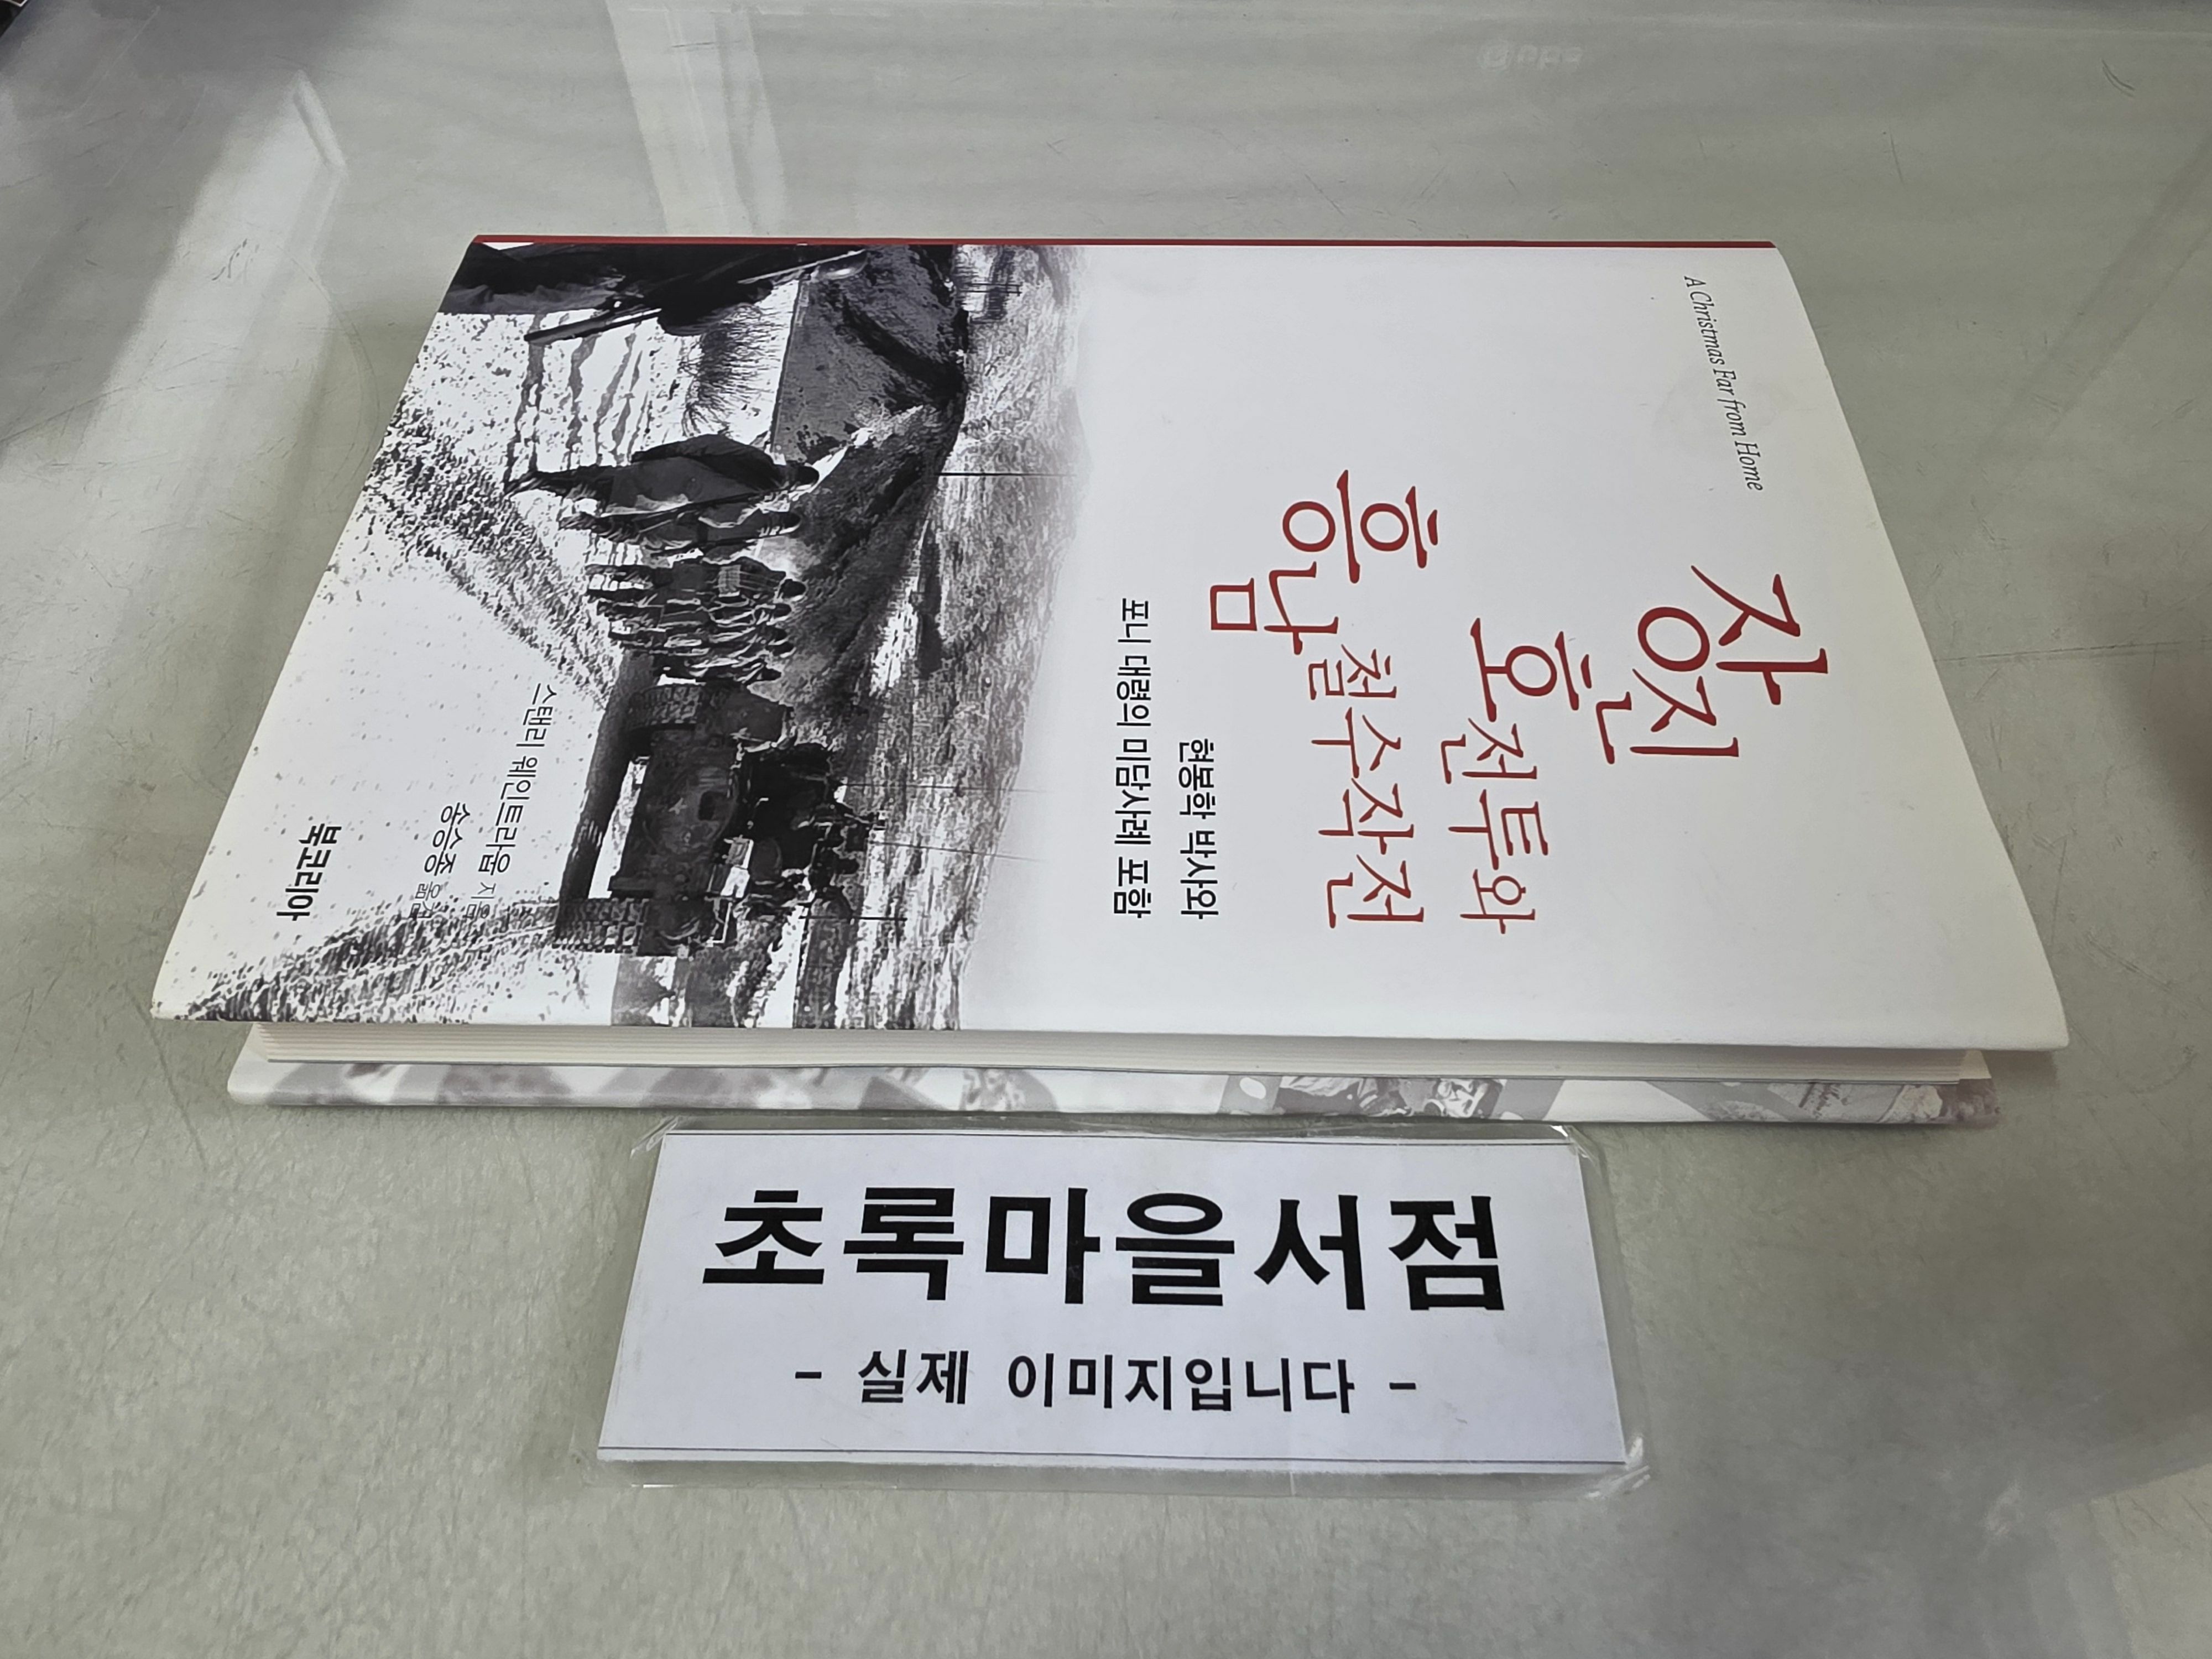 A Christmas Far from Home
장진
호전투와
흥남철수작전
현봉학 박사와
포니 대령의 미담사례 포함
스탠리 웨인트라웁 지음
송승종 옮김
북코리아
초록마을서점
- 실제 이미지입니다 -